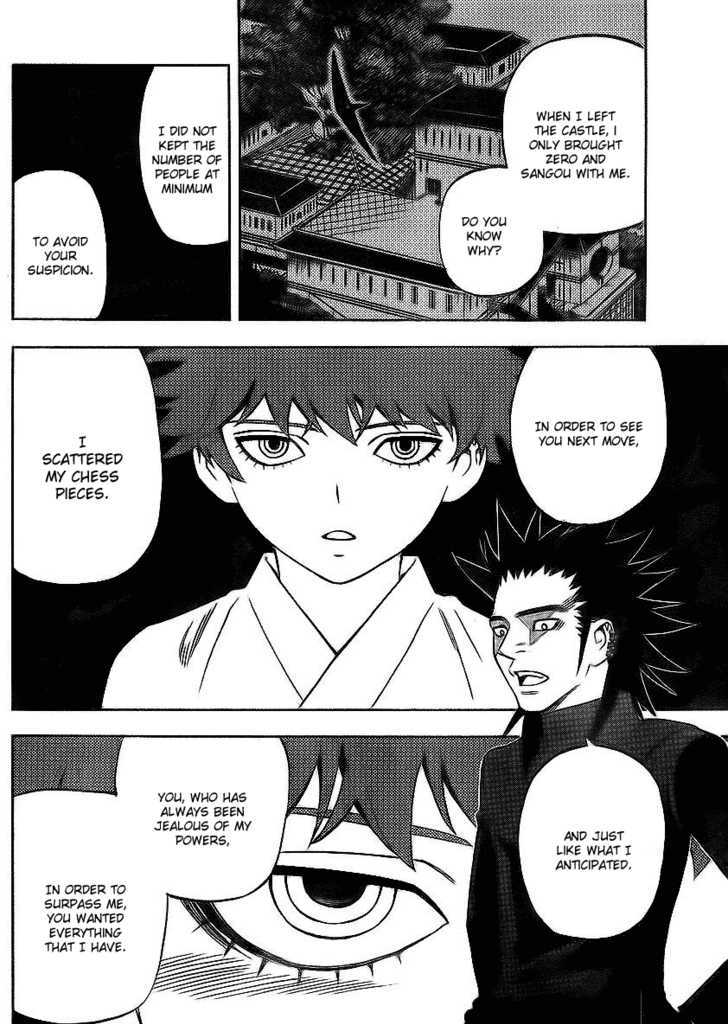 WHEN I LEFT
THE CASTLE, I
ONLY BROUGHT
ZERO AND
SANGOU WITH ME.
DO YOU
KNOW
WHY?
I DID NOT
KEPT THE
NUMBER OF
PEOPLE AT
MINIMUM
TO AVOID
YOUR
SUSPICION.
IN ORDER TO SEE
YOU NEXT MOVE,
I
SCATTERED
MY CHESS
PIECES.
AND JUST
LIKE WHAT I
ANTICIPATED.
YOU, WHO HAS
ALWAYS BEEN
JEALOUS OF MY
POWERS,
IN ORDER TO
SURPASS ME,
YOU WANTED
EVERYTHING
THAT I HAVE.